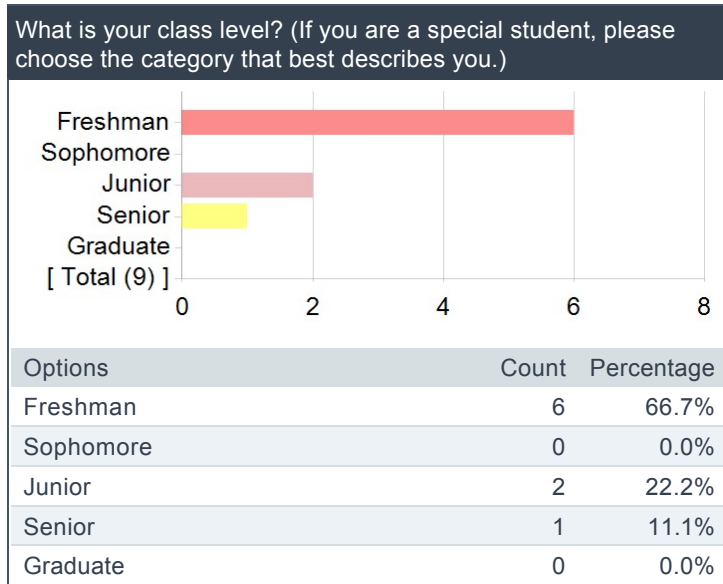 What is your class level? (If you are a special student, please
choose the category that best describes you.)
Freshman
Sophomore
Junior
Senior
Graduate
[ Total (9) ]
0 2 4 6 8
Options Count Percentage
Freshman 6 66.7%
Sophomore 0 0.0%
Junior 2 22.2%
Senior 1 11.1%
Graduate 0 0.0%